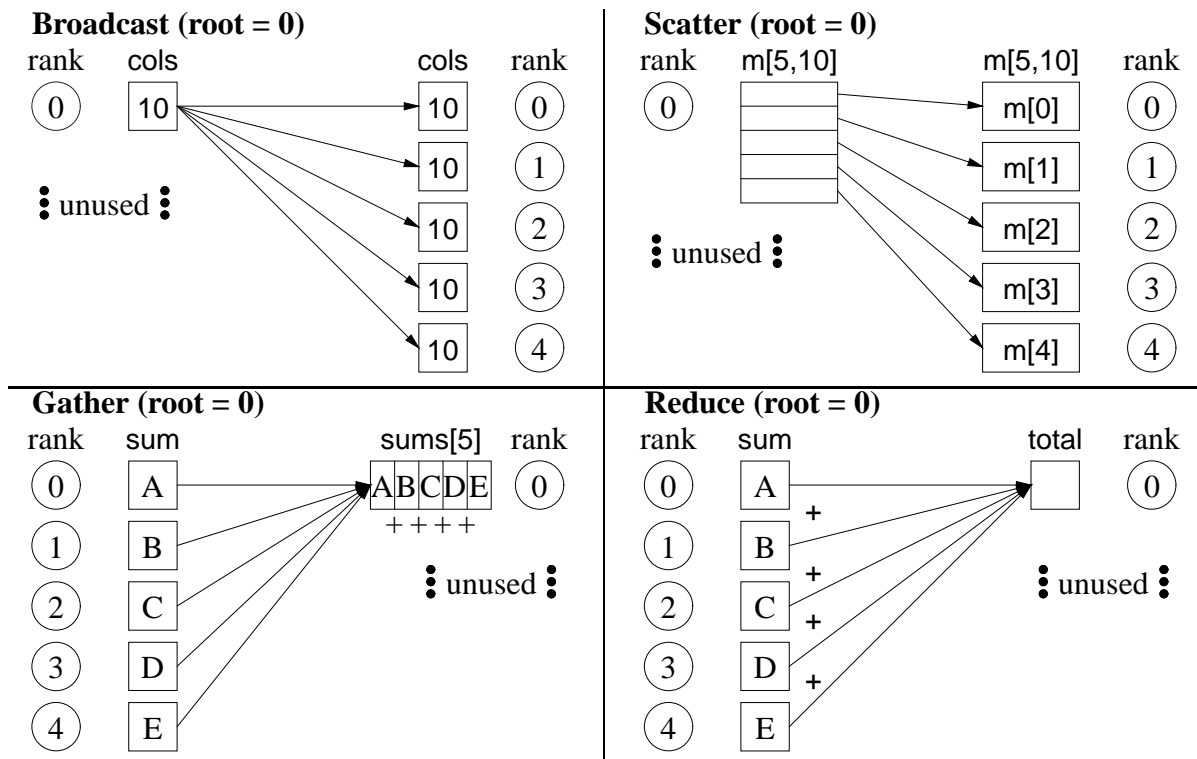 Broadcast (root = 0)
rank cols cols rank
0 10 10 0
10 1
unused
10 2
10 3
10 4
Scatter (root = 0)
rank m[5,10] m[5,10] rank
0 m[0] 0
m[1] 1
unused m[2] 2
m[3] 3
m[4] 4
Gather (root = 0)
rank sum sums[5] rank
0 A A B C D E 0
+ + + +
1 B
unused
2 C
3 D
4 E
Reduce (root = 0)
rank sum total rank
0 A 0
+
1 B
+ unused
2 C
+
3 D
+
4 E